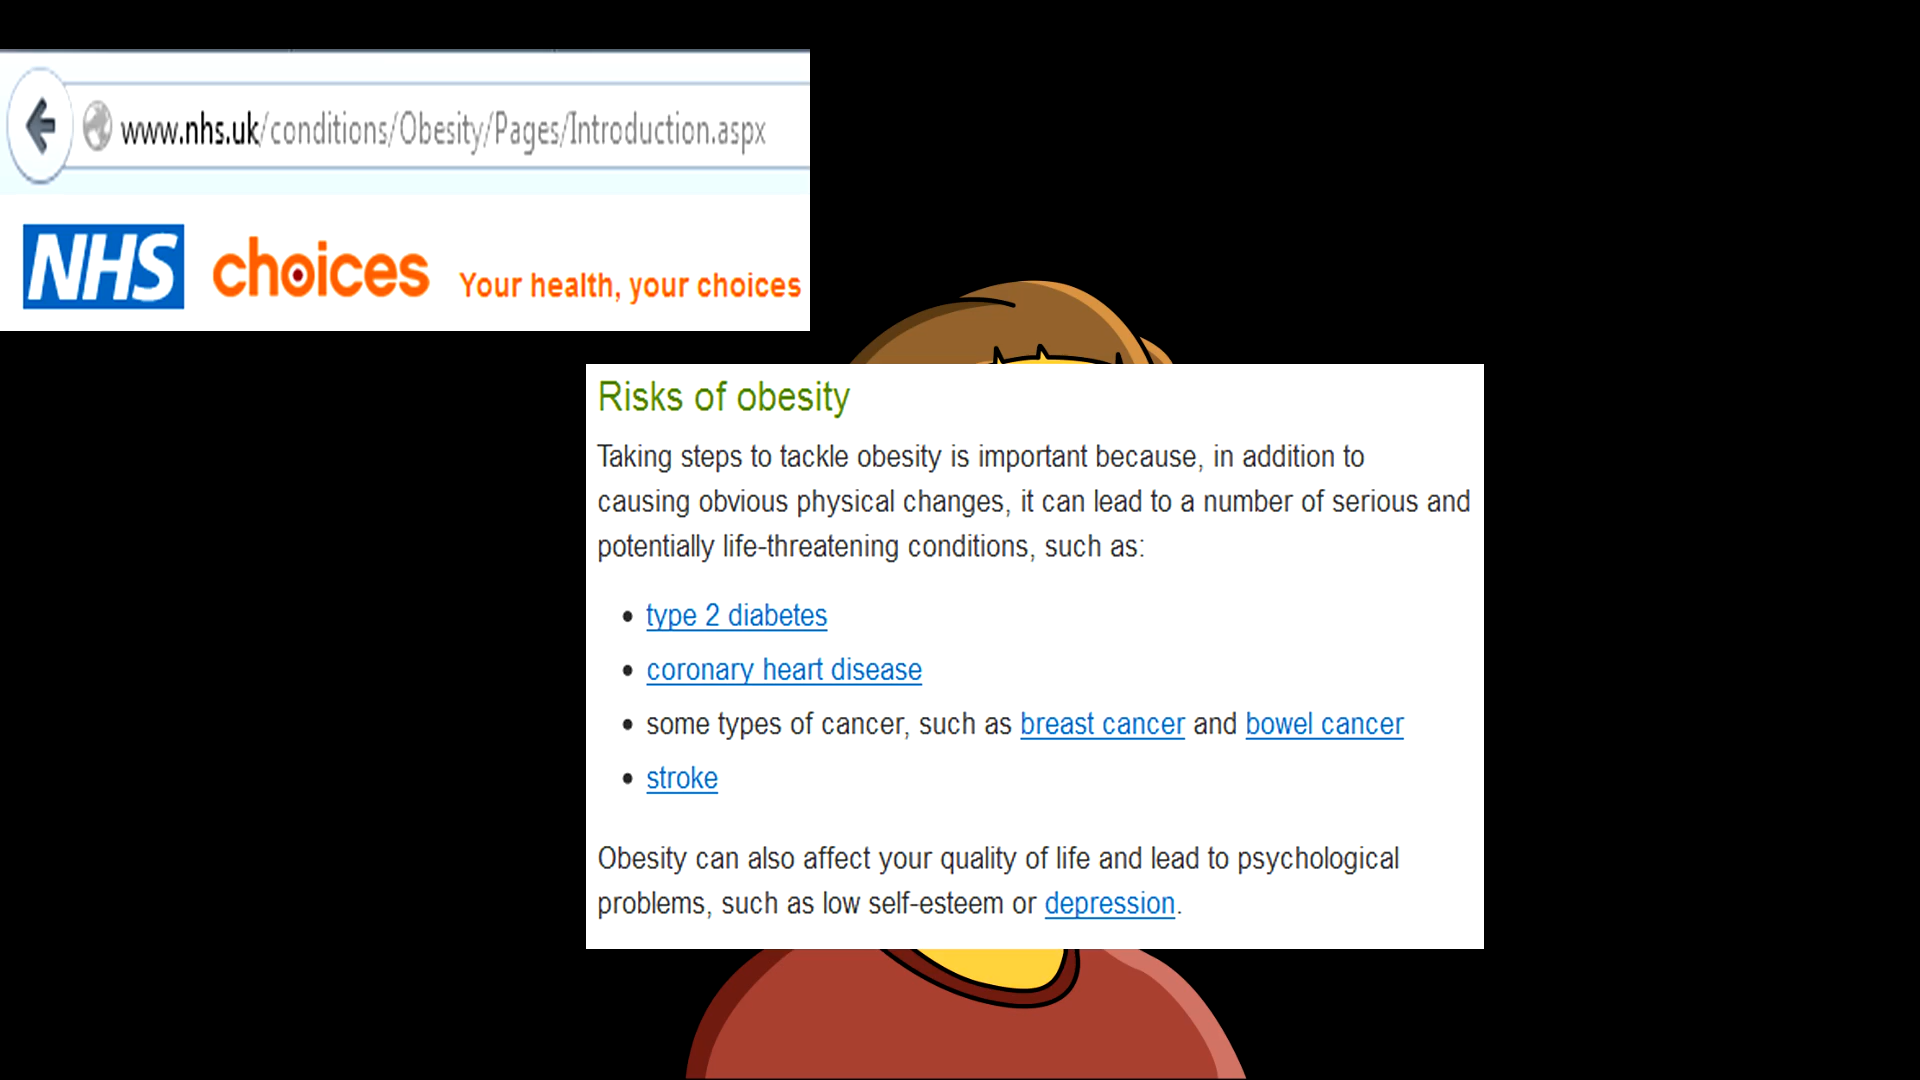 www.nhs.uk/conditions/Obesity/Pages/Introduction.aspx
NHS choices Your health, your choices
Risks of obesity
Taking steps to tackle obesity is important because, in addition to
causing obvious physical changes, it can lead to a number of serious and
potentially life-threatening conditions, such as:
• type 2 diabetes
• coronary heart disease
• some types of cancer, such as breast cancer and bowel cancer
• stroke
Obesity can also affect your quality of life and lead to psychological
problems, such as low self-esteem or depression.